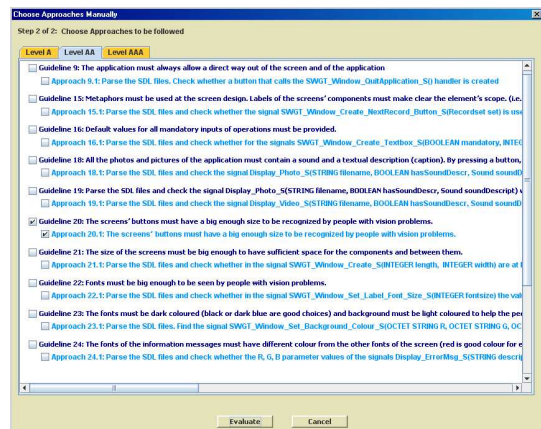 Choose Approaches Manually
Step 2 of 2: Choose Approaches to be followed
Level A Level AA Level AAA
Guideline 9: The application must always allow a direct way out of the screen and of the application
Approach 9.1: Parse the SDL files. Check whether a button that calls the SWGT_Window_QuitApplication_S() handler is created
Guideline 15: Metaphors must be used at the screen design. Labels of the screens' components must make clear the element's scope. (i.e.
Approach 15.1: Parse the SDL files and check whether the signal SWGT_Window_Create_NextRecord_Button_S(Recordset set) is use
Guideline 16: Default values for all mandatory inputs of operations must be provided.
Approach 16.1: Parse the SDL files and check whether for the signals SWGT_Window_Create_Textbox_S(BOOLEAN mandatory, INTEG
Guideline 18: All the photos and pictures of the application must contain a sound and a textual description (caption). By pressing a button,
Approach 18.1: Parse the SDL files and check the signal Display_Photo_S(STRING filename, BOOLEAN hasSoundDescr, Sound soundD
Guideline 19: Parse the SDL files and check the signal Display_Photo_S(STRING filename, BOOLEAN hasSoundDescr, Sound soundDescript) v
Approach 19.1: Parse the SDL files and check the signal Display_Video_S(STRING filename, BOOLEAN hasSoundDescr, Sound soundD
Guideline 20: The screens' buttons must have a big enough size to be recognized by people with vision problems.
Approach 20.1: The screens' buttons must have a big enough size to be recognized by people with vision problems.
Guideline 21: The size of the screens must be big enough to have sufficient space for the components and between them.
Approach 21.1: Parse the SDL files and check whether in the signal SWGT_Window_Create_S(INTEGER length, INTEGER width) are at l
Guideline 22: Fonts must be big enough to be seen by people with vision problems.
Approach 22.1: Parse the SDL files and check whether in the signal SWGT_Window_Set_Label_Font_Size_S(INTEGER fontsize) the val
Guideline 23: The fonts must be dark coloured (black or dark blue are good choices) and background must be light coloured to help the pe
Approach 23.1: Parse the SDL files. Find the signal SWGT_Window_Set_Background_Colour_S(OCTET STRING R, OCTET STRING G, OC
Guideline 24: The fonts of the information messages must have different colour from the other fonts of the screen (red is good colour for e
Approach 24.1: Parse the SDL files and check whether the R, G, B parameter values of the signals Display_ErrorMsg_S(STRING descrip
Evaluate Cancel